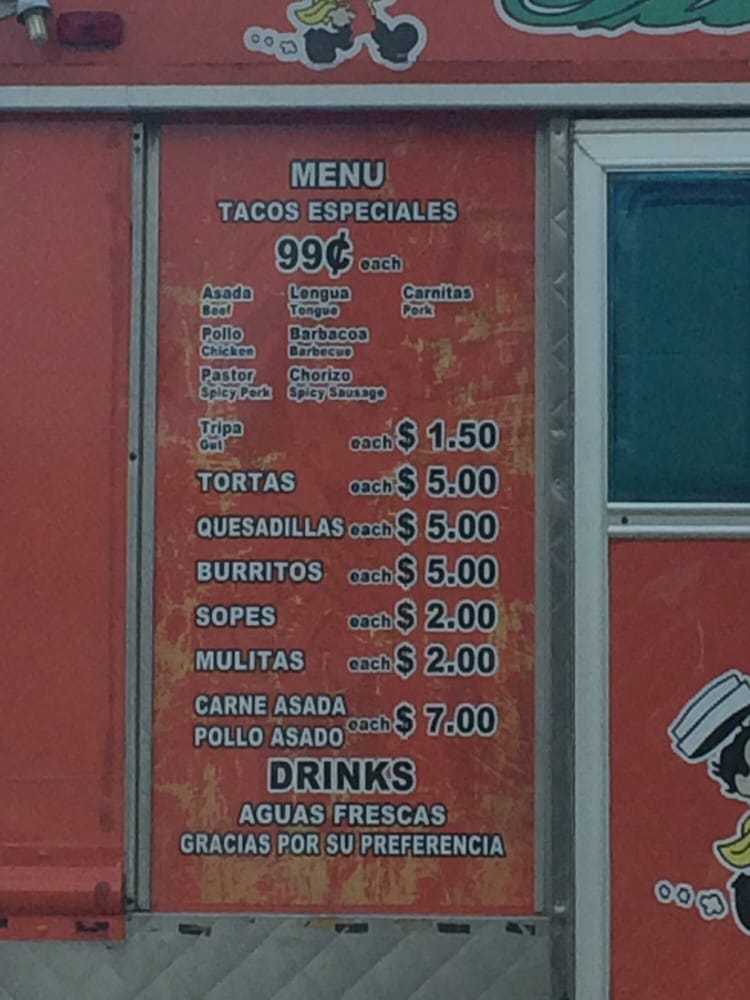 MENU
TACOS ESPECIALES
99¢ each
Asada Lengua Carnitas
Beef Tongue Pork
Pollo Barbacoa
Chicken Barbecue
Pastor Chorizo
Spicy Pork Spicy Sausage
Tripa each $ 1.50
Gut
TORTAS each $ 5.00
QUESADILLAS each $ 5.00
BURRITOS each $ 5.00
SOPES each $ 2.00
MULITAS each $ 2.00
CARNE ASADA each $ 7.00
POLLO ASADO
DRINKS
AGUAS FRESCAS
GRACIAS POR SU PREFERENCIA